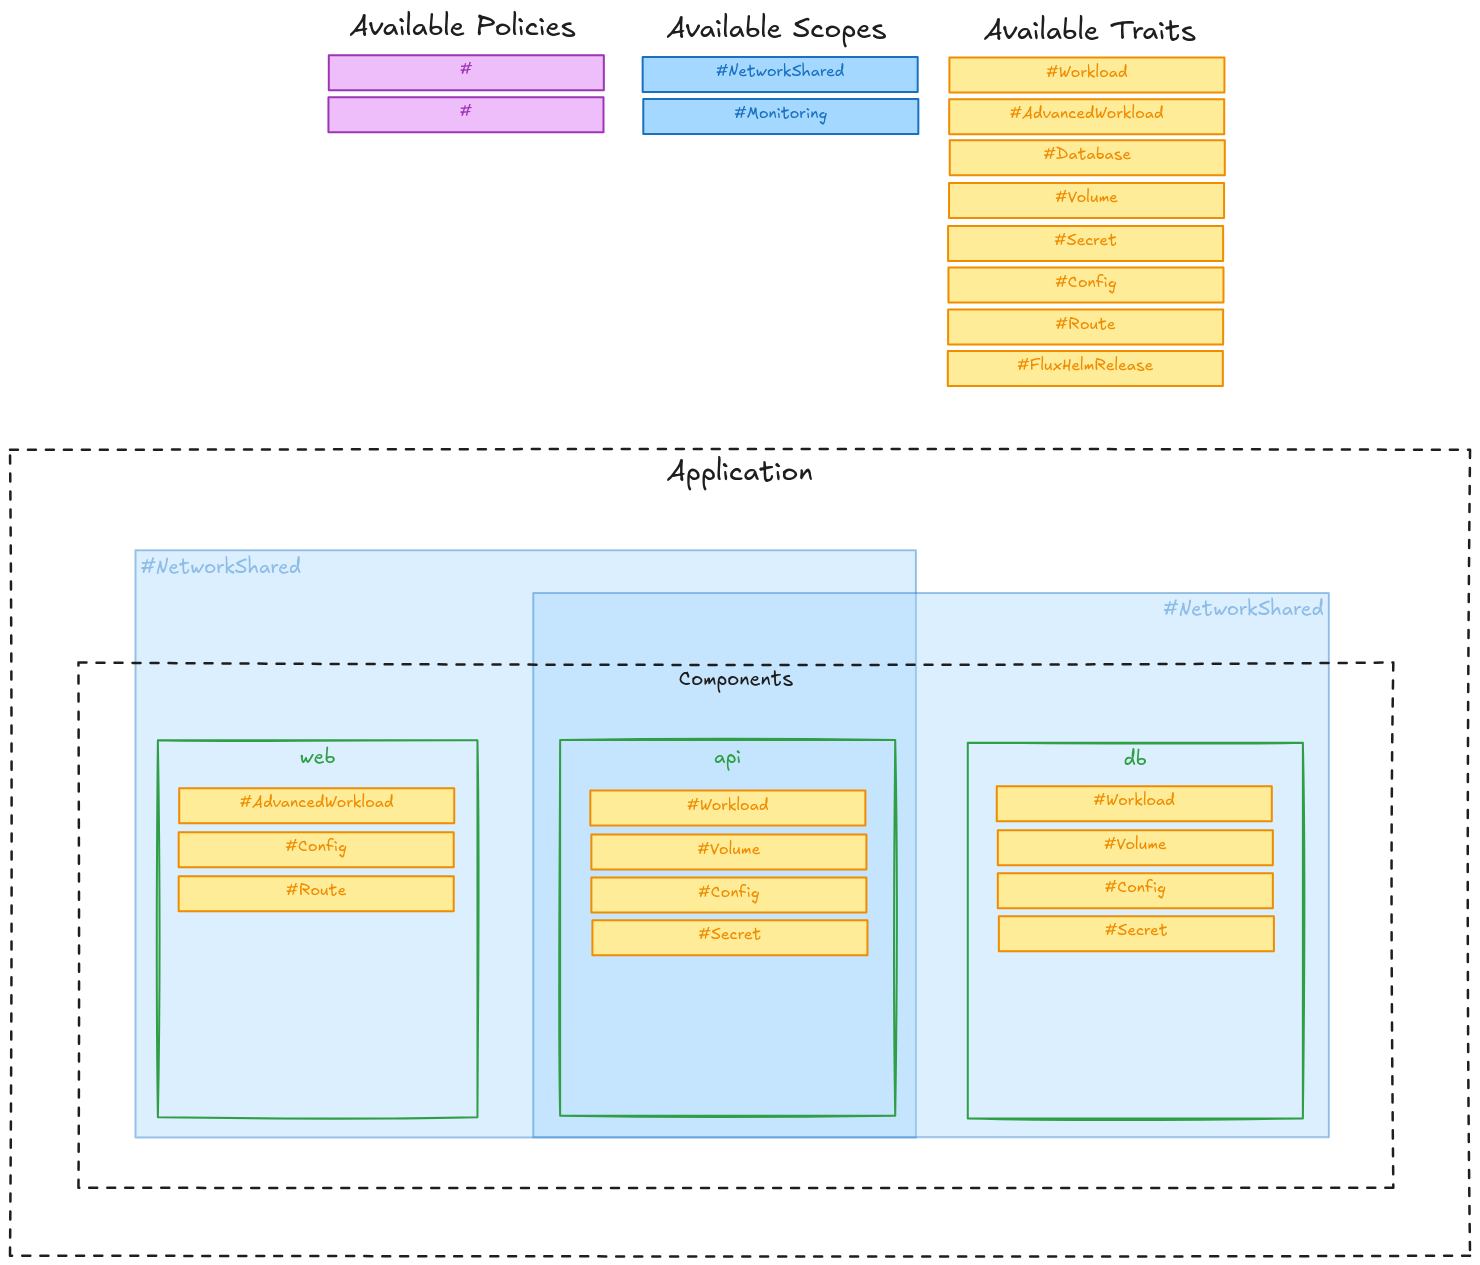 Available Policies
#
#
Available Scopes
#NetworkShared
#Monitoring
Available Traits
#Workload
#AdvancedWorkload
#Database
#Volume
#Secret
#Config
#Route
#FluxHelmRelease
Application
#NetworkShared
#NetworkShared
Components
web
#AdvancedWorkload
#Config
#Route
api
#Workload
#Volume
#Config
#Secret
db
#Workload
#Volume
#Config
#Secret